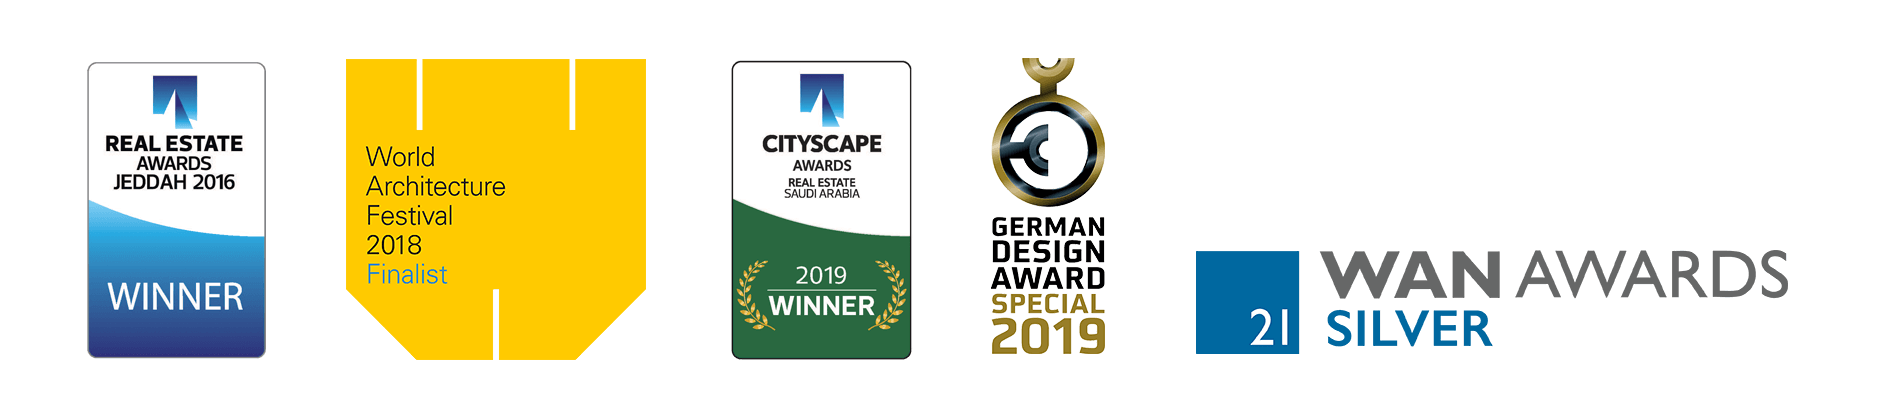 REAL ESTATE
AWARDS
JEDDAH 2016
WINNER
World
Architecture
Festival
2018
Finalist
CITYSCAPE
AWARDS
REAL ESTATE
SAUDI ARABIA
2019
WINNER
GERMAN
DESIGN
AWARD
SPECIAL
2019
21
WAN AWARDS
SILVER